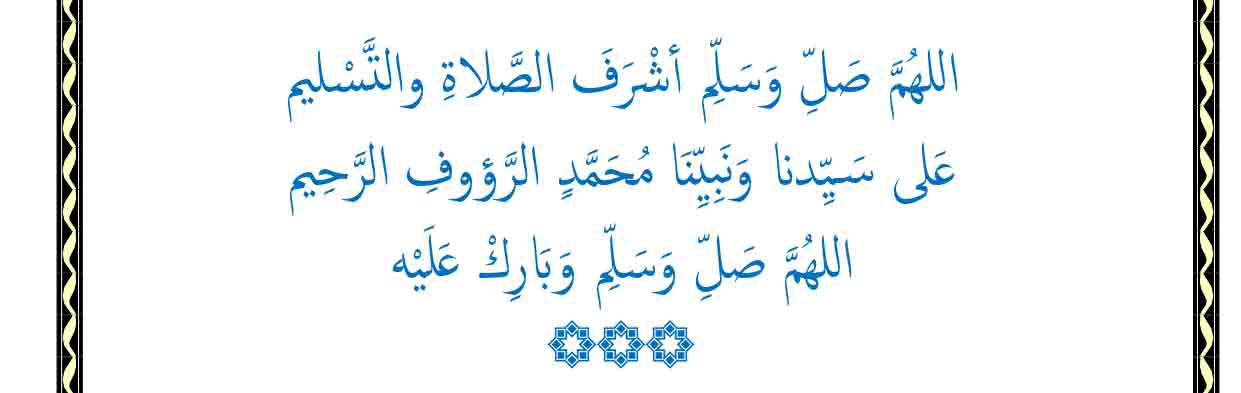 اللهُمَّ صَلِّ وَسَلِّم أشْرَفَ الصَّلاةِ والتَّسْليم
عَلى سَيِّدنا وَنَبِيِّنَا مُحَمَّدٍ الرَّؤوفِ الرَّحِيم
اللهُمَّ صَلِّ وَسَلِّم وَبَارِكْ عَلَيْه